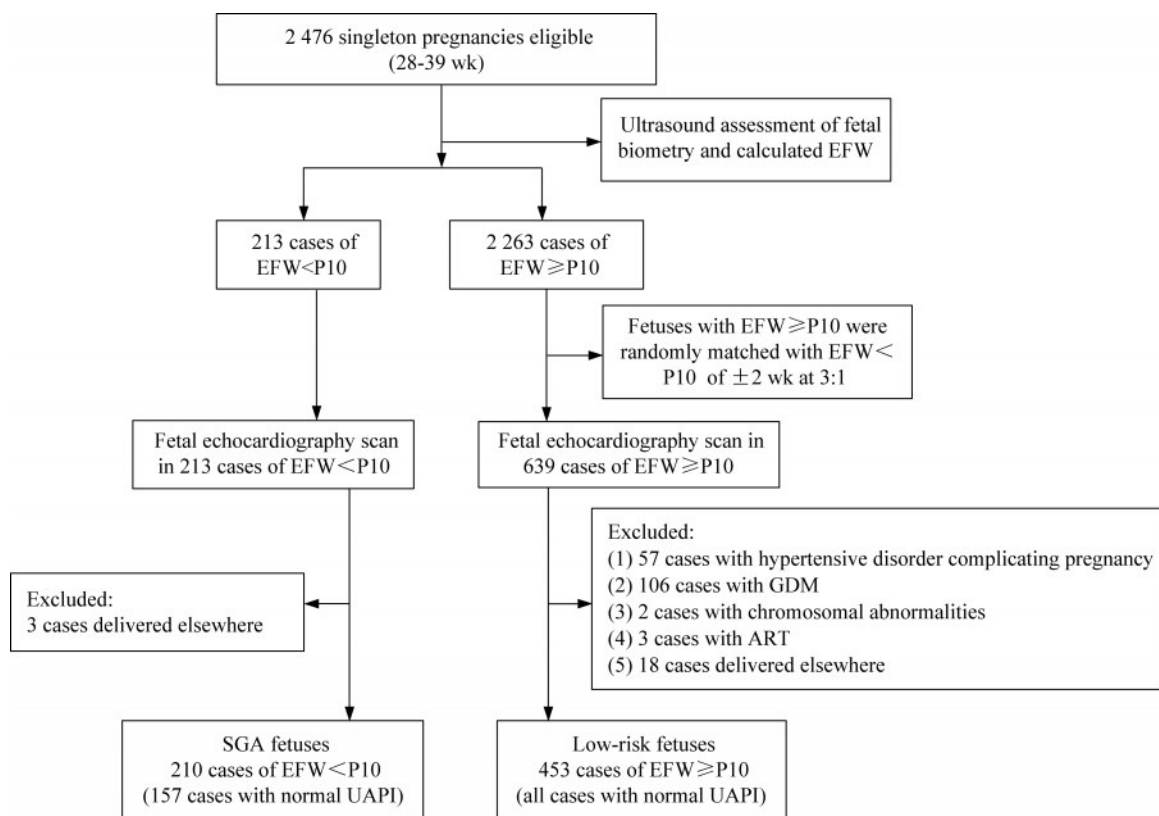 2 476 singleton pregnancies eligible
(28-39 wk)
Ultrasound assessment of fetal
biometry and calculated EFW
213 cases of
EFW<P10
2 263 cases of
EFW≥P10
Fetuses with EFW≥P10 were
randomly matched with EFW<
P10 of ±2 wk at 3:1
Fetal echocardiography scan
in 213 cases of EFW<P10
Fetal echocardiography scan in
639 cases of EFW≥P10
Excluded:
3 cases delivered elsewhere
Excluded:
(1) 57 cases with hypertensive disorder complicating pregnancy
(2) 106 cases with GDM
(3) 2 cases with chromosomal abnormalities
(4) 3 cases with ART
(5) 18 cases delivered elsewhere
SGA fetuses
210 cases of EFW<P10
(157 cases with normal UAPI)
Low-risk fetuses
453 cases of EFW≥P10
(all cases with normal UAPI)